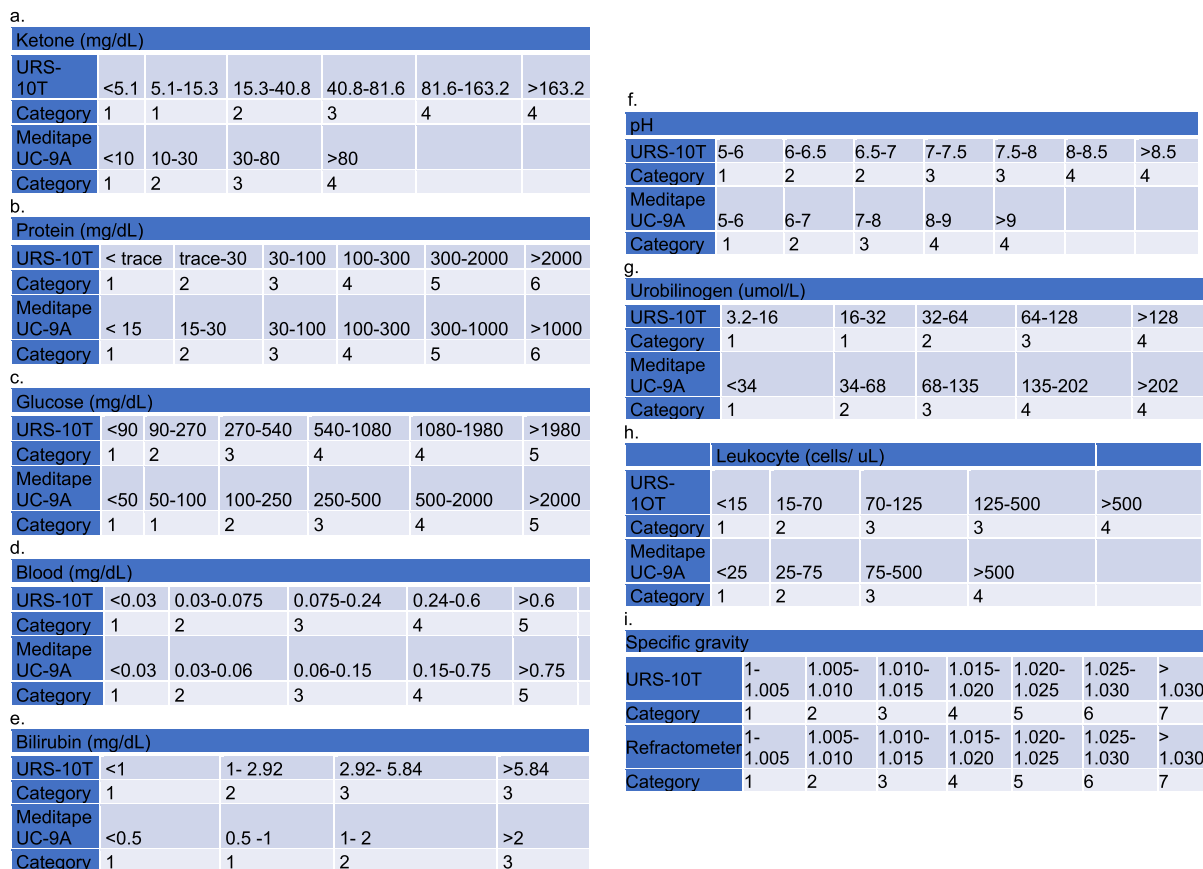 a.
Ketone (mg/dL)
URS-
10T <5.1 5.1-15.3 15.3-40.8 40.8-81.6 81.6-163.2 >163.2
Category 1 1 2 3 4 4
Meditape
UC-9A <10 10-30 30-80 >80
Category 1 2 3 4
b.
Protein (mg/dL)
URS-10T < trace trace-30 30-100 100-300 300-2000 >2000
Category 1 2 3 4 5 6
Meditape
UC-9A < 15 15-30 30-100 100-300 300-1000 >1000
Category 1 2 3 4 5 6
c.
Glucose (mg/dL)
URS-10T <90 90-270 270-540 540-1080 1080-1980 >1980
Category 1 2 3 4 4 5
Meditape
UC-9A <50 50-100 100-250 250-500 500-2000 >2000
Category 1 1 2 3 4 5
d.
Blood (mg/dL)
URS-10T <0.03 0.03-0.075 0.075-0.24 0.24-0.6 >0.6
Category 1 2 3 4 5
Meditape
UC-9A <0.03 0.03-0.06 0.06-0.15 0.15-0.75 >0.75
Category 1 2 3 4 5
e.
Bilirubin (mg/dL)
URS-10T <1 1- 2.92 2.92- 5.84 >5.84
Category 1 2 3 3
Meditape
UC-9A <0.5 0.5 -1 1- 2 >2
Category 1 1 2 3
f.
pH
URS-10T 5-6 6-6.5 6.5-7 7-7.5 7.5-8 8-8.5 >8.5
Category 1 2 2 3 3 4 4
Meditape
UC-9A 5-6 6-7 7-8 8-9 >9
Category 1 2 3 4 4
g.
Urobilinogen (umol/L)
URS-10T 3.2-16 16-32 32-64 64-128 >128
Category 1 1 2 3 4
Meditape
UC-9A <34 34-68 68-135 135-202 >202
Category 1 2 3 4 4
h.
Leukocyte (cells/ uL)
URS-
1OT <15 15-70 70-125 125-500 >500
Category 1 2 3 3 4
Meditape
UC-9A <25 25-75 75-500 >500
Category 1 2 3 4
i.
Specific gravity
URS-10T 1- 1.005- 1.010- 1.015- 1.020- 1.025- >
1.005 1.010 1.015 1.020 1.025 1.030 1.030
Category 1 2 3 4 5 6 7
Refractometer 1- 1.005- 1.010- 1.015- 1.020- 1.025- >
1.005 1.010 1.015 1.020 1.025 1.030 1.030
Category 1 2 3 4 5 6 7